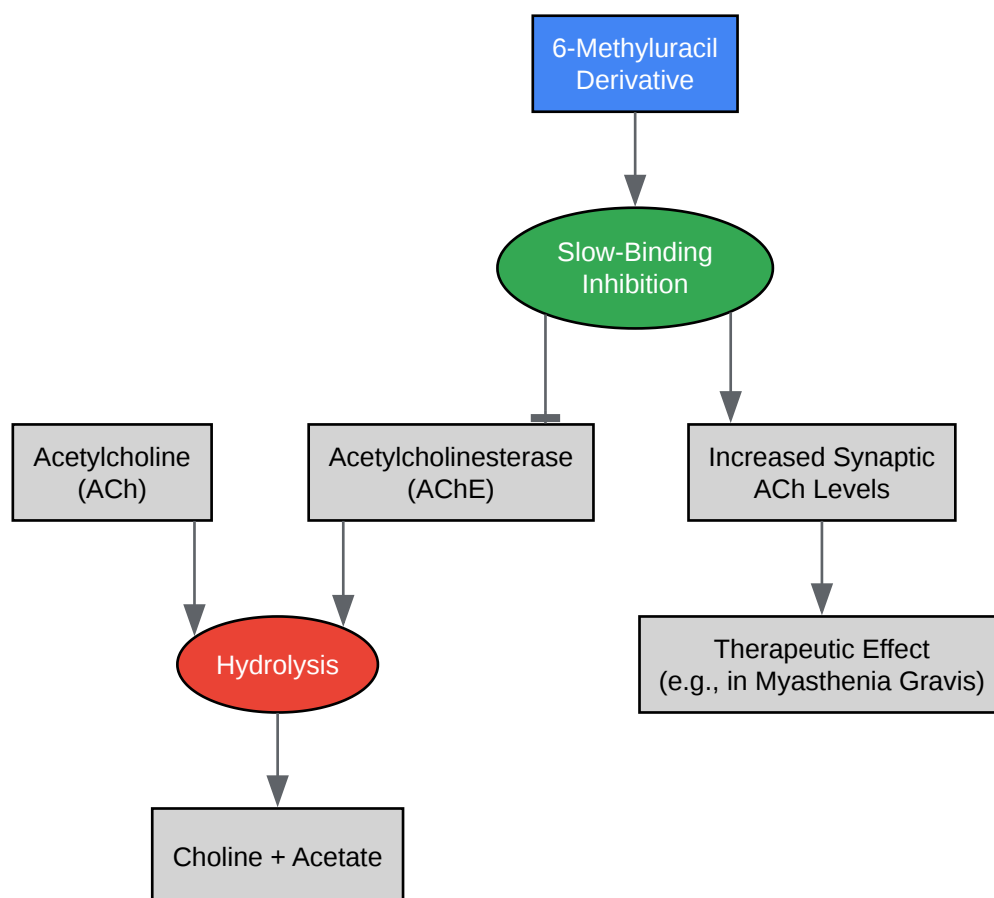 6-Methyluracil
Derivative
Slow-Binding
Inhibition
Acetylcholine
(ACh)
Acetylcholinesterase
(AChE)
Increased Synaptic
ACh Levels
Hydrolysis
Therapeutic Effect
(e.g., in Myasthenia Gravis)
Choline + Acetate